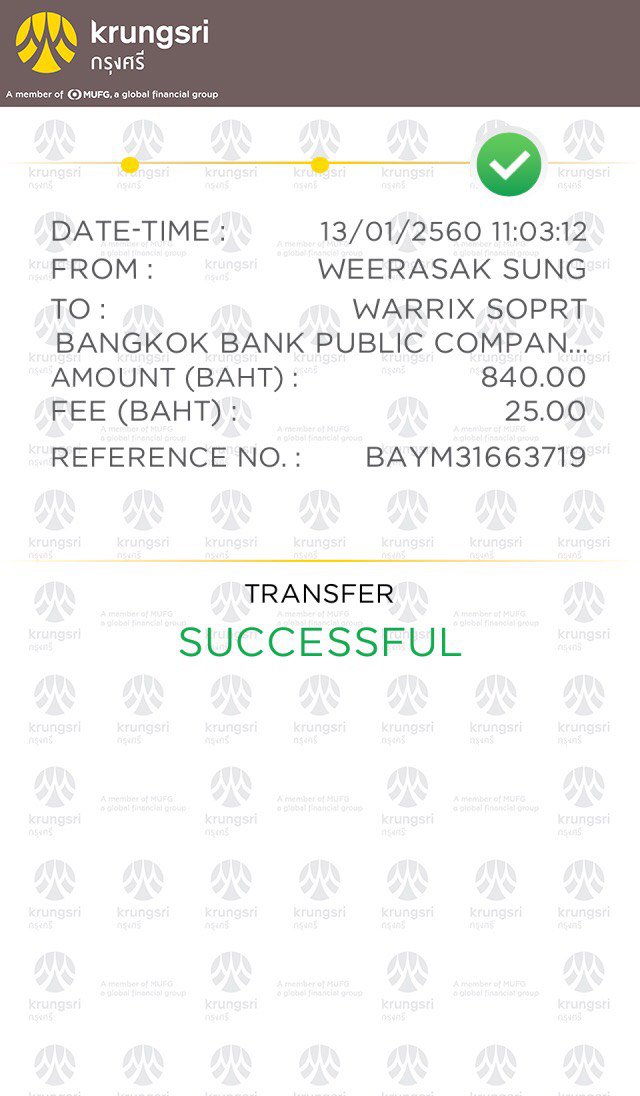 krungsri
กรุงศรี
A member of MUFG, a global financial group
DATE-TIME : 13/01/2560 11:03:12
FROM : WEERASAK SUNG
TO : WARRIX SOPRT
BANGKOK BANK PUBLIC COMPAN...
AMOUNT (BAHT) : 840.00
FEE (BAHT) : 25.00
REFERENCE NO. : BAYM31663719
TRANSFER
SUCCESSFUL